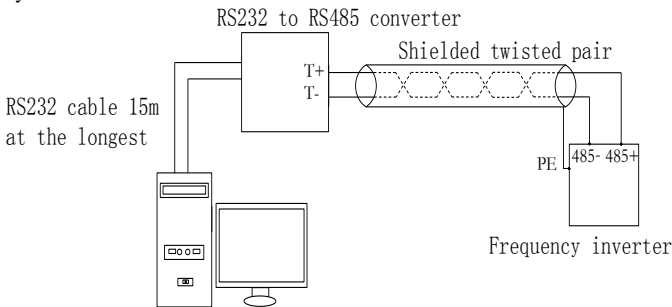 RS232 to RS485 converter
Shielded twisted pair
T+
T-
RS232 cable 15m
at the longest
485- 485+
PE
Frequency inverter